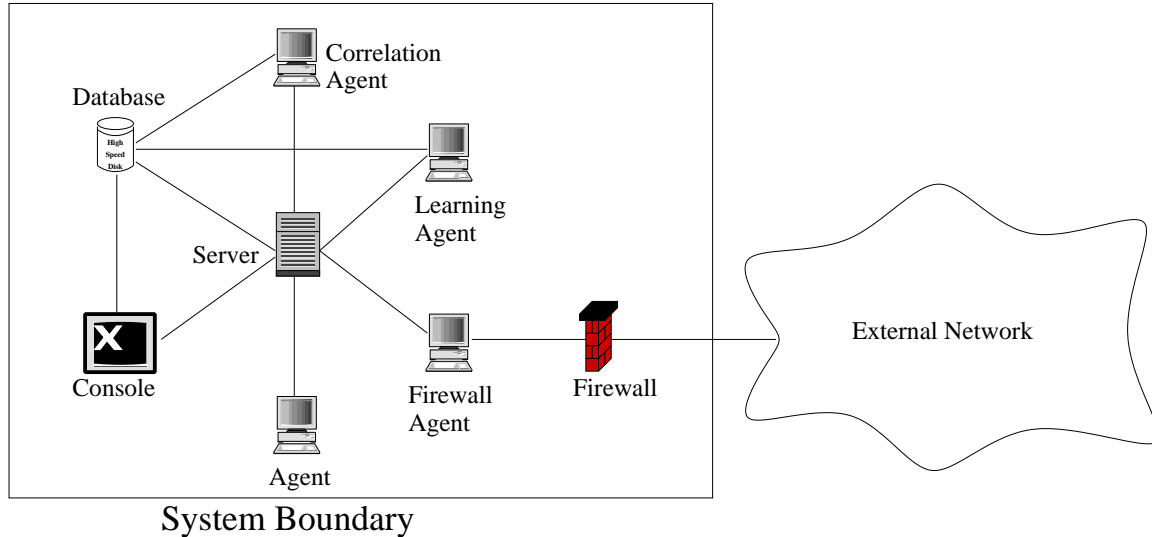 Correlation
Agent
Database
High
Speed
Disk
Learning
Agent
Server
External Network
X
Console
Firewall
Agent
Firewall
Agent
System Boundary